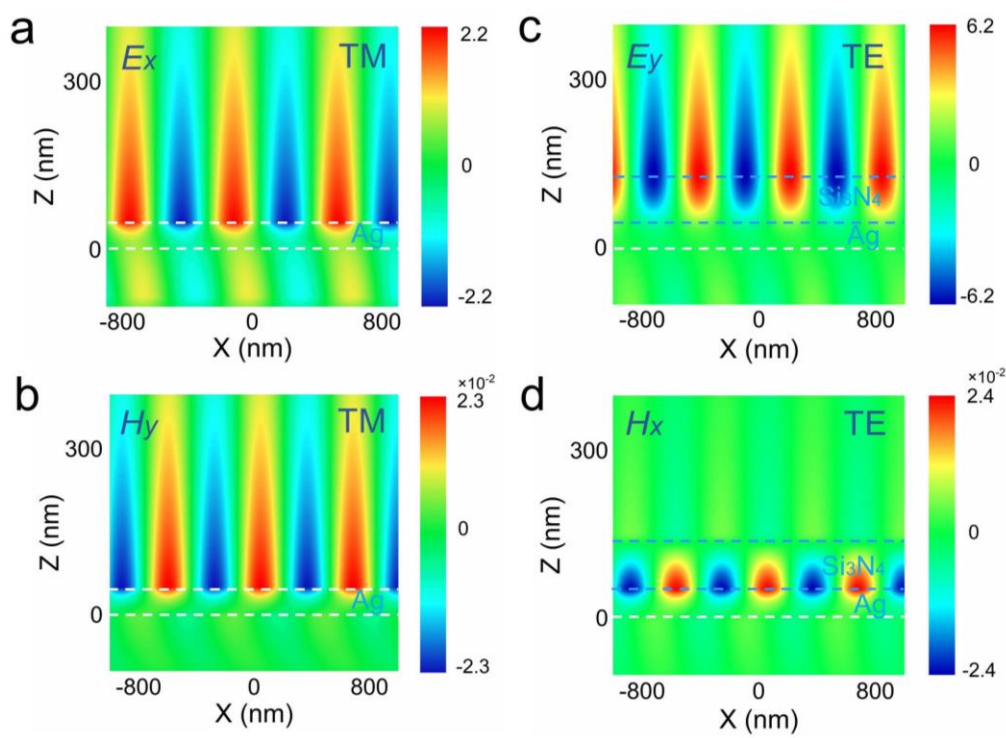 a
Ex
TM
2.2
300
0
Z (nm)
Ag
0
-2.2
-800
0
800
X (nm)
c
Ey
TE
6.2
300
0
Z (nm)
Si₃N₄
Ag
0
-6.2
-800
0
800
X (nm)
b
Hy
TM
×10⁻²
2.3
300
0
Z (nm)
Ag
0
-2.3
-800
0
800
X (nm)
d
Hx
TE
×10⁻²
2.4
300
0
Z (nm)
Si₃N₄
Ag
0
-2.4
-800
0
800
X (nm)